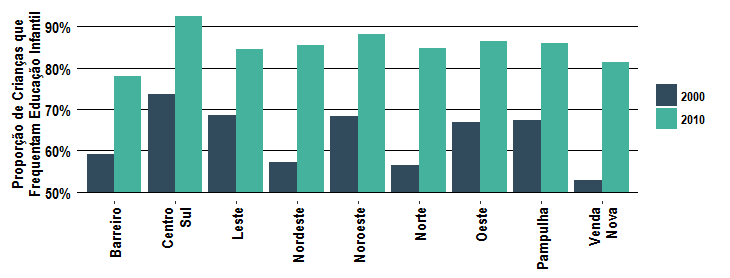 Proporção de Crianças que
Frequentam Educação Infantil
90%
80%
70%
60%
50%
Barreiro
Centro
Sul
Leste
Nordeste
Noroeste
Norte
Oeste
Pampulha
Venda
Nova
2000
2010